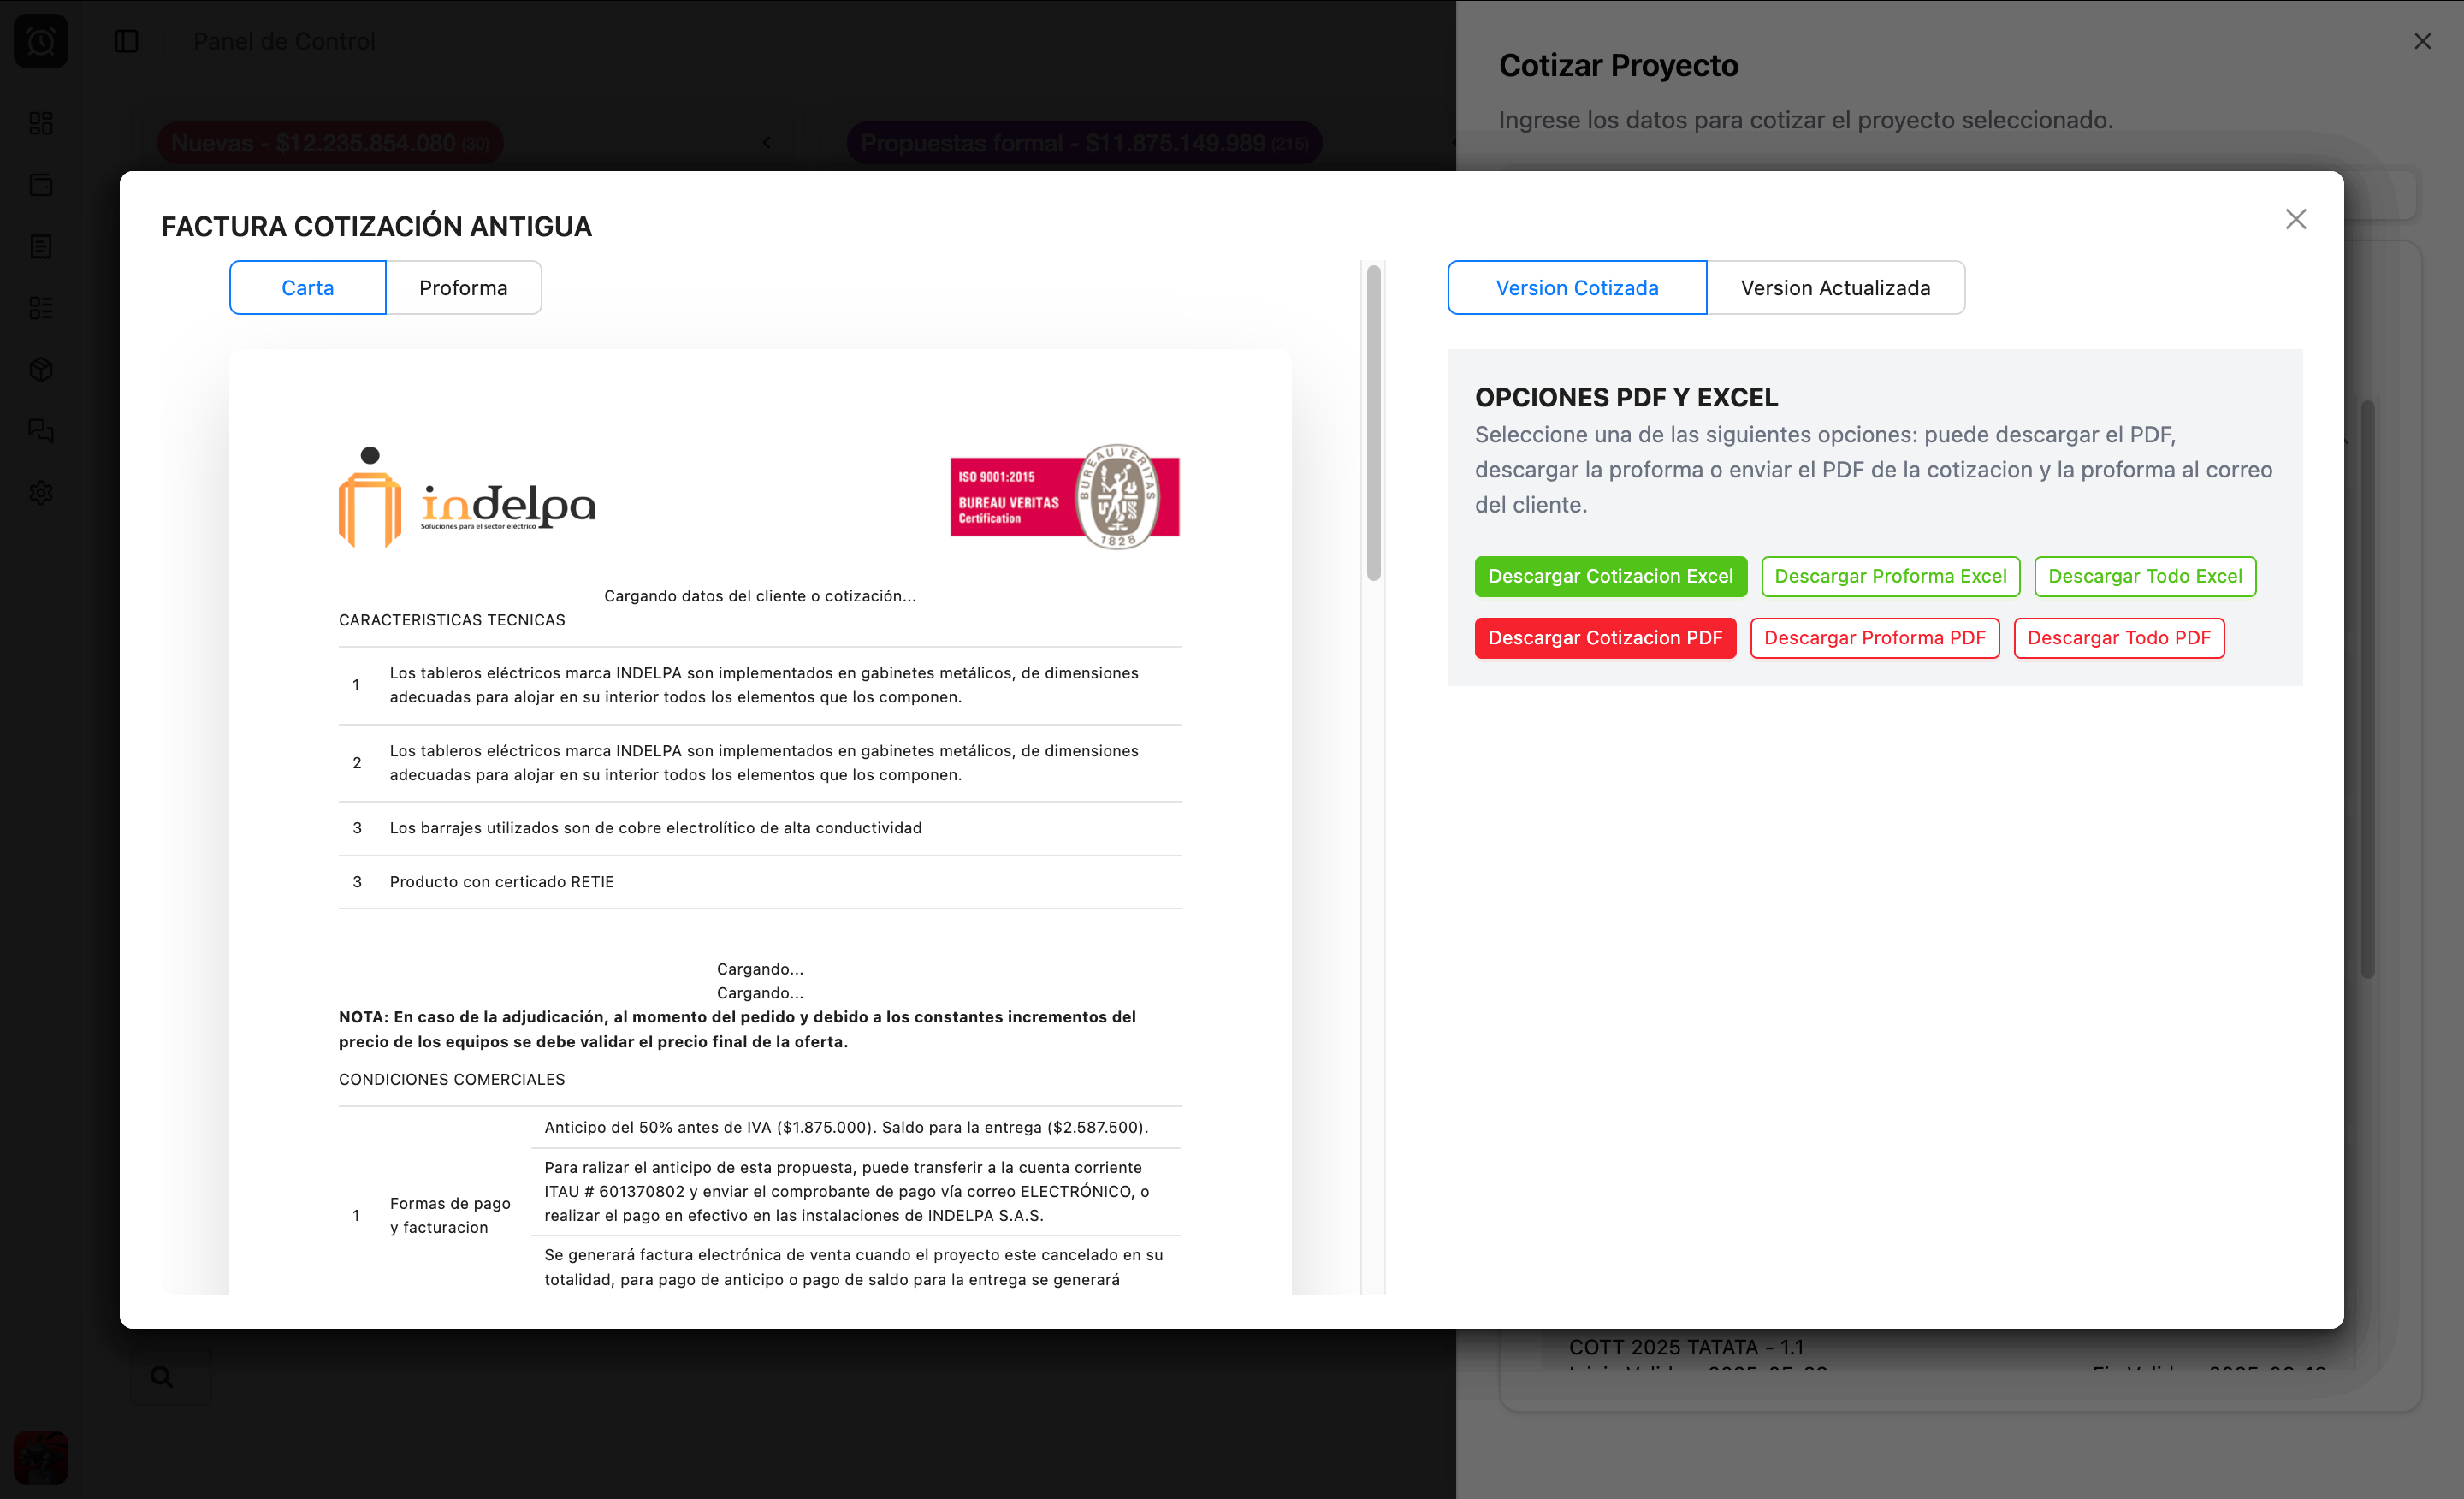 Panel de Control
Nuevas - $12.235.854.080 (30)
Propuestas formal - $11.875.149.989 (215)
Cotizar Proyecto
Ingrese los datos para cotizar el proyecto seleccionado.
FACTURA COTIZACIÓN ANTIGUA
Carta
Proforma
indelpa
Soluciones para el sector eléctrico
ISO 9001:2015
BUREAU VERITAS
Certification
BUREAU VERITAS
1828
Cargando datos del cliente o cotización...
CARACTERISTICAS TECNICAS
1 Los tableros eléctricos marca INDELPA son implementados en gabinetes metálicos, de dimensiones
adecuadas para alojar en su interior todos los elementos que los componen.
2 Los tableros eléctricos marca INDELPA son implementados en gabinetes metálicos, de dimensiones
adecuadas para alojar en su interior todos los elementos que los componen.
3 Los barrajes utilizados son de cobre electrolítico de alta conductividad
3 Producto con certicado RETIE
Cargando...
Cargando...
NOTA: En caso de la adjudicación, al momento del pedido y debido a los constantes incrementos del
precio de los equipos se debe validar el precio final de la oferta.
CONDICIONES COMERCIALES
1 Formas de pago
y facturacion
Anticipo del 50% antes de IVA ($1.875.000). Saldo para la entrega ($2.587.500).
Para ralizar el anticipo de esta propuesta, puede transferir a la cuenta corriente
ITAU # 601370802 y enviar el comprobante de pago vía correo ELECTRÓNICO, o
realizar el pago en efectivo en las instalaciones de INDELPA S.A.S.
Se generará factura electrónica de venta cuando el proyecto este cancelado en su
totalidad, para pago de anticipo o pago de saldo para la entrega se generará
Version Cotizada
Version Actualizada
OPCIONES PDF Y EXCEL
Seleccione una de las siguientes opciones: puede descargar el PDF,
descargar la proforma o enviar el PDF de la cotizacion y la proforma al correo
del cliente.
Descargar Cotizacion Excel
Descargar Proforma Excel
Descargar Todo Excel
Descargar Cotizacion PDF
Descargar Proforma PDF
Descargar Todo PDF
COTT 2025 TATATA - 1.1